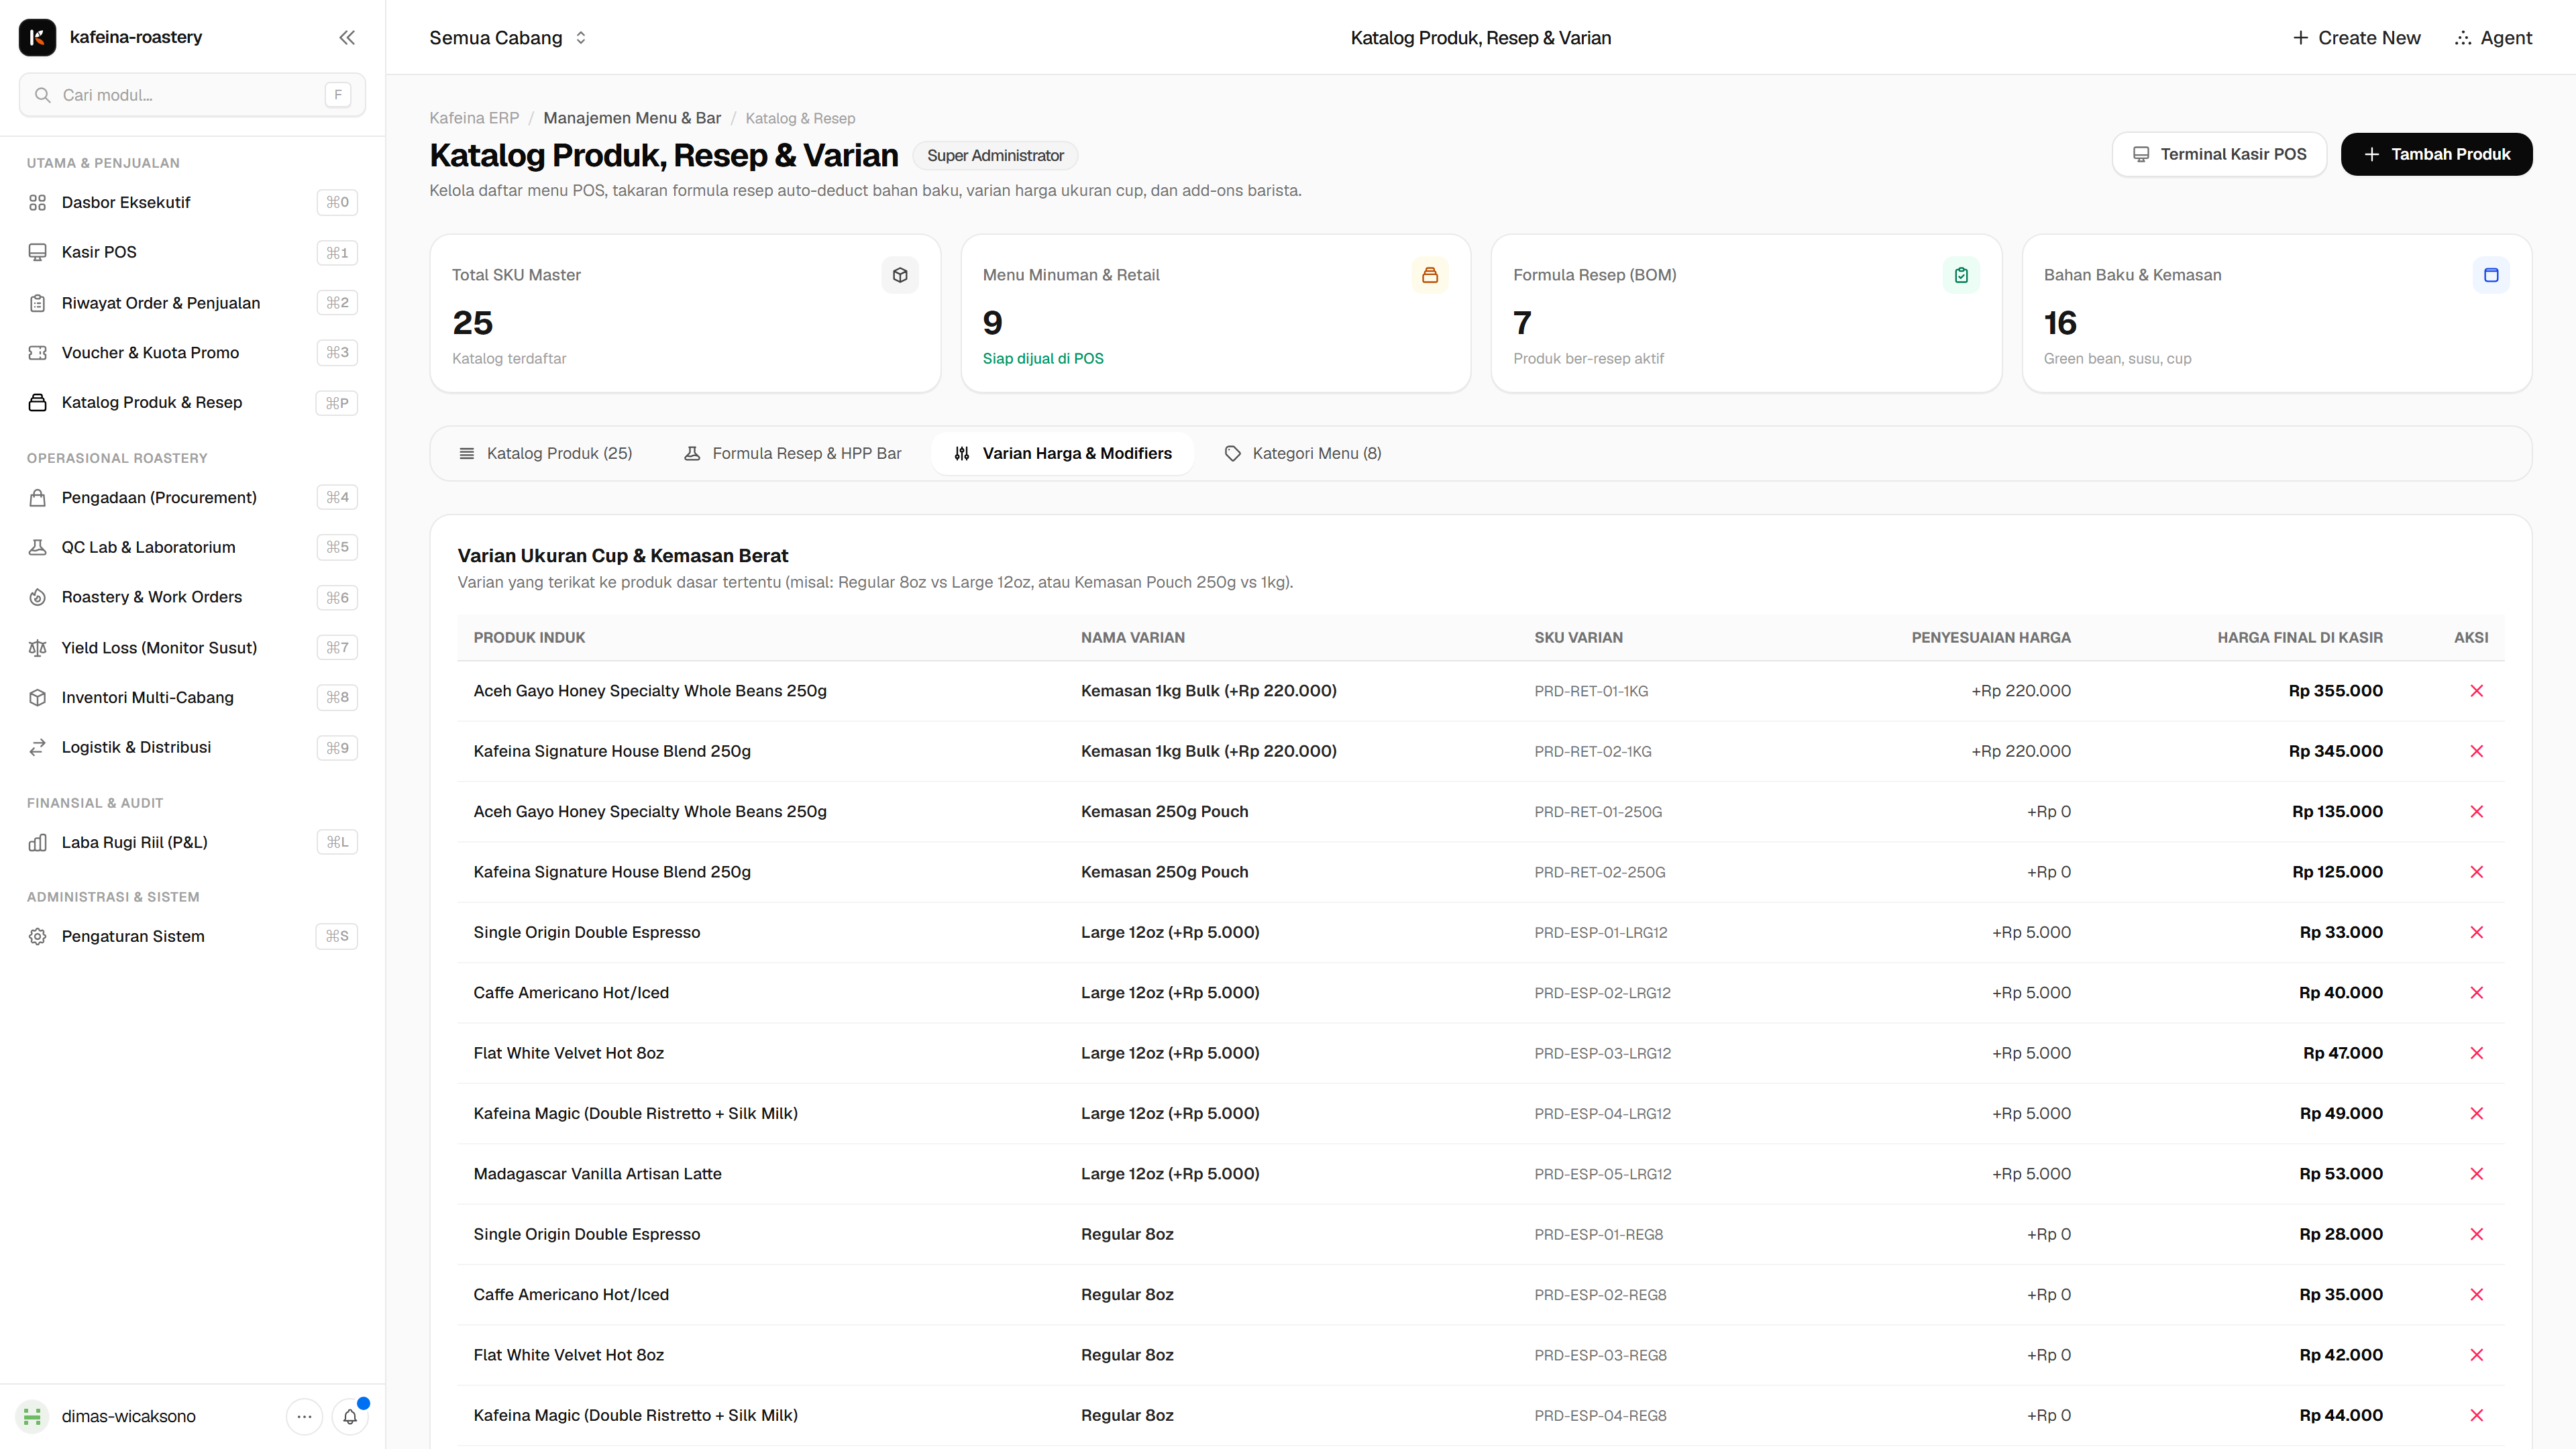 kafeina-roastery
Cari modul...
F
UTAMA & PENJUALAN
Dasbor Eksekutif ⌘0
Kasir POS ⌘1
Riwayat Order & Penjualan ⌘2
Voucher & Kuota Promo ⌘3
Katalog Produk & Resep ⌘P
OPERASIONAL ROASTERY
Pengadaan (Procurement) ⌘4
QC Lab & Laboratorium ⌘5
Roastery & Work Orders ⌘6
Yield Loss (Monitor Susut) ⌘7
Inventori Multi-Cabang ⌘8
Logistik & Distribusi ⌘9
FINANSIAL & AUDIT
Laba Rugi Riil (P&L) ⌘L
ADMINISTRASI & SISTEM
Pengaturan Sistem ⌘S
dimas-wicaksono
Semua Cabang
Katalog Produk, Resep & Varian
Create New
Agent
Kafeina ERP / Manajemen Menu & Bar / Katalog & Resep
Katalog Produk, Resep & Varian
Super Administrator
Kelola daftar menu POS, takaran formula resep auto-deduct bahan baku, varian harga ukuran cup, dan add-ons barista.
Terminal Kasir POS
Tambah Produk
Total SKU Master
25
Katalog terdaftar
Menu Minuman & Retail
9
Siap dijual di POS
Formula Resep (BOM)
7
Produk ber-resep aktif
Bahan Baku & Kemasan
16
Green bean, susu, cup
Katalog Produk (25)
Formula Resep & HPP Bar
Varian Harga & Modifiers
Kategori Menu (8)
Varian Ukuran Cup & Kemasan Berat
Varian yang terikat ke produk dasar tertentu (misal: Regular 8oz vs Large 12oz, atau Kemasan Pouch 250g vs 1kg).
PRODUK INDUK NAMA VARIAN SKU VARIAN PENYESUAIAN HARGA HARGA FINAL DI KASIR AKSI
Aceh Gayo Honey Specialty Whole Beans 250g Kemasan 1kg Bulk (+Rp 220.000) PRD-RET-01-1KG +Rp 220.000 Rp 355.000
Kafeina Signature House Blend 250g Kemasan 1kg Bulk (+Rp 220.000) PRD-RET-02-1KG +Rp 220.000 Rp 345.000
Aceh Gayo Honey Specialty Whole Beans 250g Kemasan 250g Pouch PRD-RET-01-250G +Rp 0 Rp 135.000
Kafeina Signature House Blend 250g Kemasan 250g Pouch PRD-RET-02-250G +Rp 0 Rp 125.000
Single Origin Double Espresso Large 12oz (+Rp 5.000) PRD-ESP-01-LRG12 +Rp 5.000 Rp 33.000
Caffe Americano Hot/Iced Large 12oz (+Rp 5.000) PRD-ESP-02-LRG12 +Rp 5.000 Rp 40.000
Flat White Velvet Hot 8oz Large 12oz (+Rp 5.000) PRD-ESP-03-LRG12 +Rp 5.000 Rp 47.000
Kafeina Magic (Double Ristretto + Silk Milk) Large 12oz (+Rp 5.000) PRD-ESP-04-LRG12 +Rp 5.000 Rp 49.000
Madagascar Vanilla Artisan Latte Large 12oz (+Rp 5.000) PRD-ESP-05-LRG12 +Rp 5.000 Rp 53.000
Single Origin Double Espresso Regular 8oz PRD-ESP-01-REG8 +Rp 0 Rp 28.000
Caffe Americano Hot/Iced Regular 8oz PRD-ESP-02-REG8 +Rp 0 Rp 35.000
Flat White Velvet Hot 8oz Regular 8oz PRD-ESP-03-REG8 +Rp 0 Rp 42.000
Kafeina Magic (Double Ristretto + Silk Milk) Regular 8oz PRD-ESP-04-REG8 +Rp 0 Rp 44.000